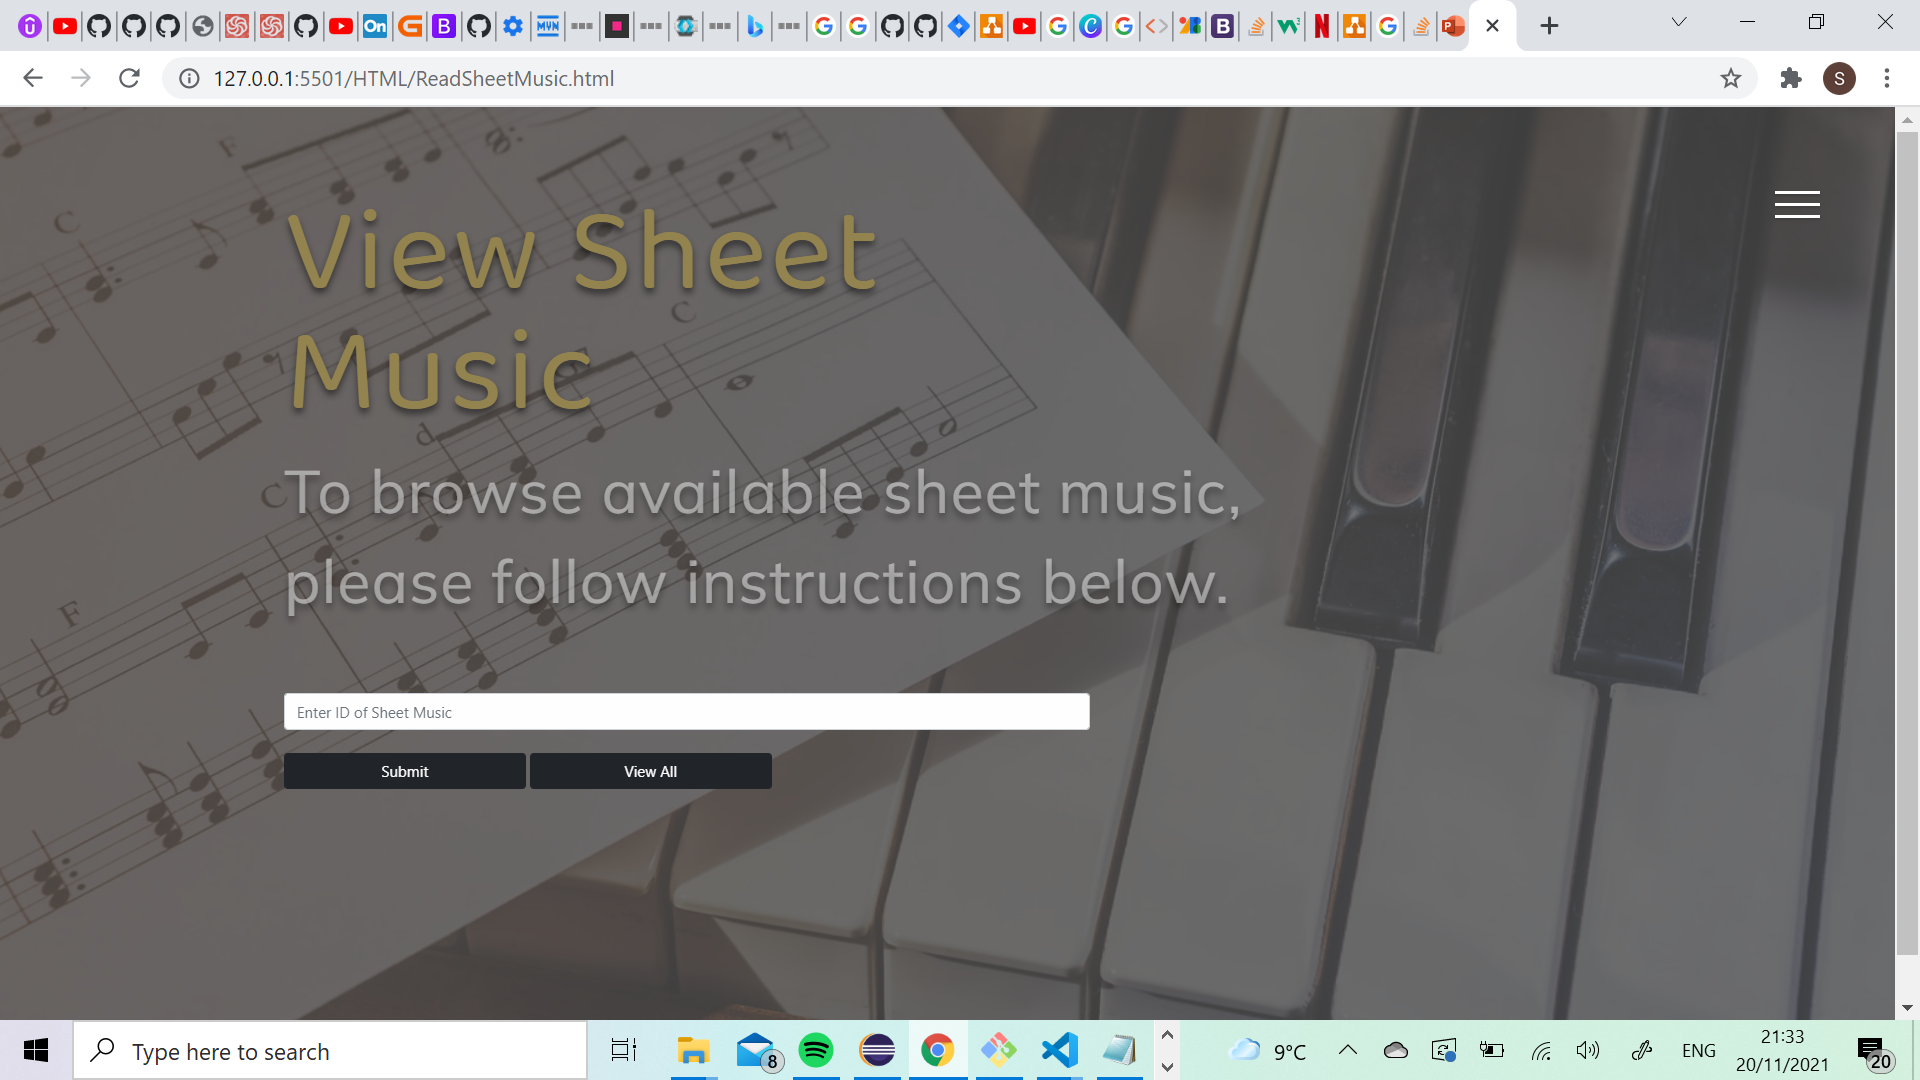 127.0.0.1:5501/HTML/ReadSheetMusic.html
S
View Sheet
Music
To browse available sheet music,
please follow instructions below.
Enter ID of Sheet Music
Submit
View All
Type here to search
8
9°C
ENG
21:33
20/11/2021
20